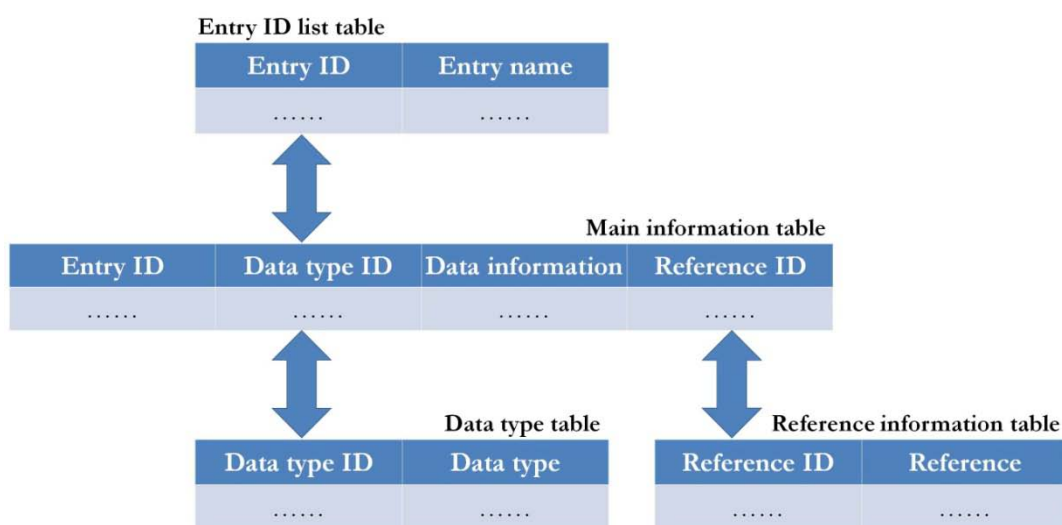 Entry ID list table
Entry ID Entry name
...... ......
Main information table
Entry ID Data type ID Data information Reference ID
...... ...... ...... ......
Data type table Reference information table
Data type ID Data type Reference ID Reference
...... ...... ...... ......